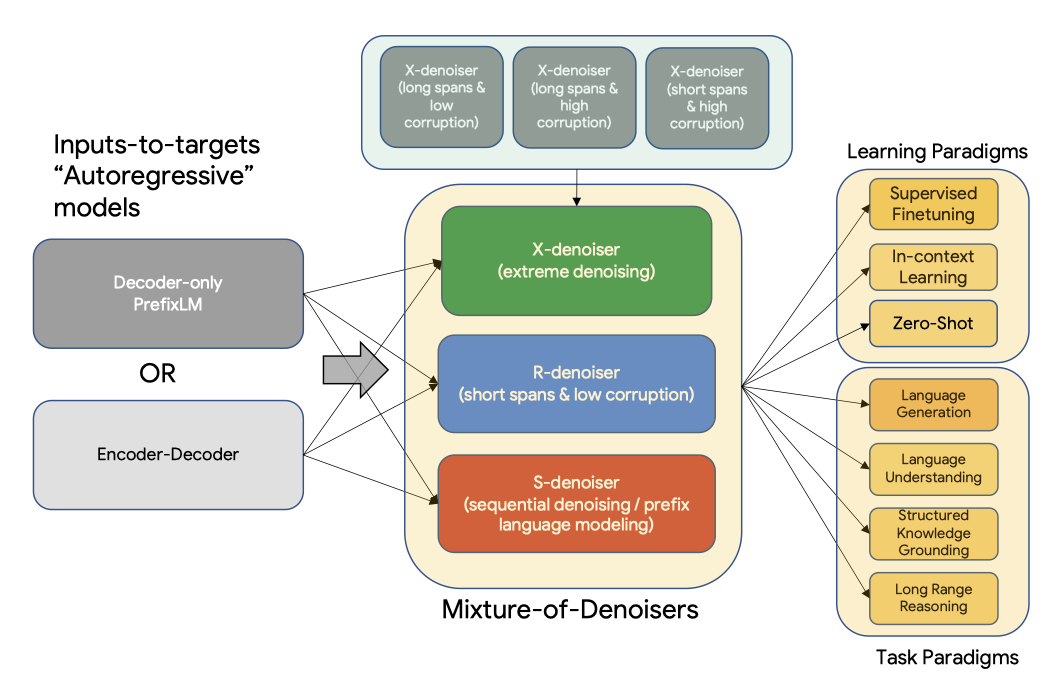 X-denoiser
(long spans &
low
corruption)
X-denoiser
(long spans &
high
corruption)
X-denoiser
(short spans
& high
corruption)
Inputs-to-targets
“Autoregressive”
models
Decoder-only
PrefixLM
OR
Encoder-Decoder
X-denoiser
(extreme denoising)
R-denoiser
(short spans & low corruption)
S-denoiser
(sequential denoising / prefix
language modeling)
Mixture-of-Denoisers
Learning Paradigms
Supervised
Finetuning
In-context
Learning
Zero-Shot
Language
Generation
Language
Understanding
Structured
Knowledge
Grounding
Long Range
Reasoning
Task Paradigms